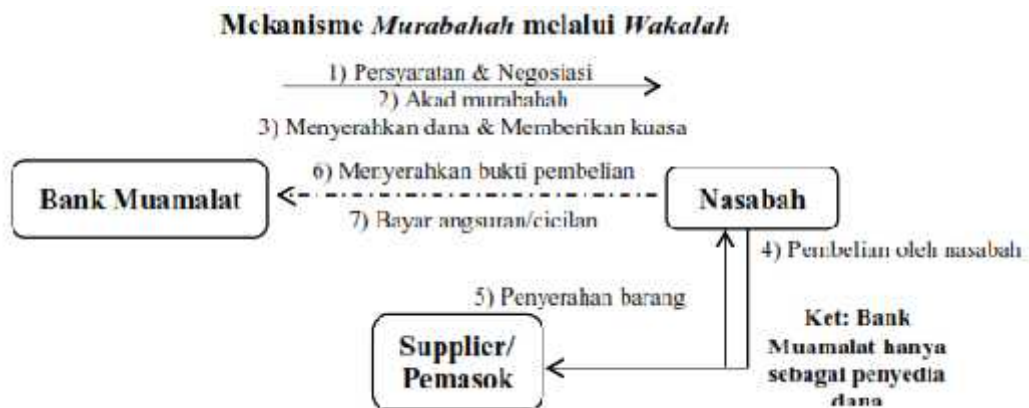 Mekanisme Murabahah melalui Wakalah
1) Persyaratan & Negosiasi
2) Akad murabahah
3) Menyerahkan dana & Memberikan kuasa
6) Menyerahkan bukti pembelian
Bank Muamalat
Nasabah
7) Bayar angsuran/cicilan
4) Pembelian oleh nasabah
5) Penyerahan barang
Supplier/
Pemasok
Ket: Bank
Muamalat hanya
sebagai penyedia
dana